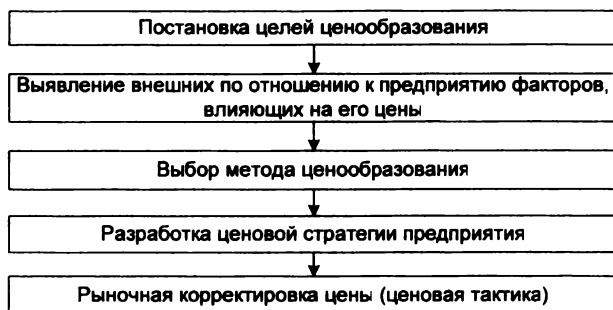 Постановка целей ценообразования
Выявление внешних по отношению к предприятию факторов,
влияющих на его цены
Выбор метода ценообразования
Разработка ценовой стратегии предприятия
Рыночная корректировка цены (ценовая тактика)